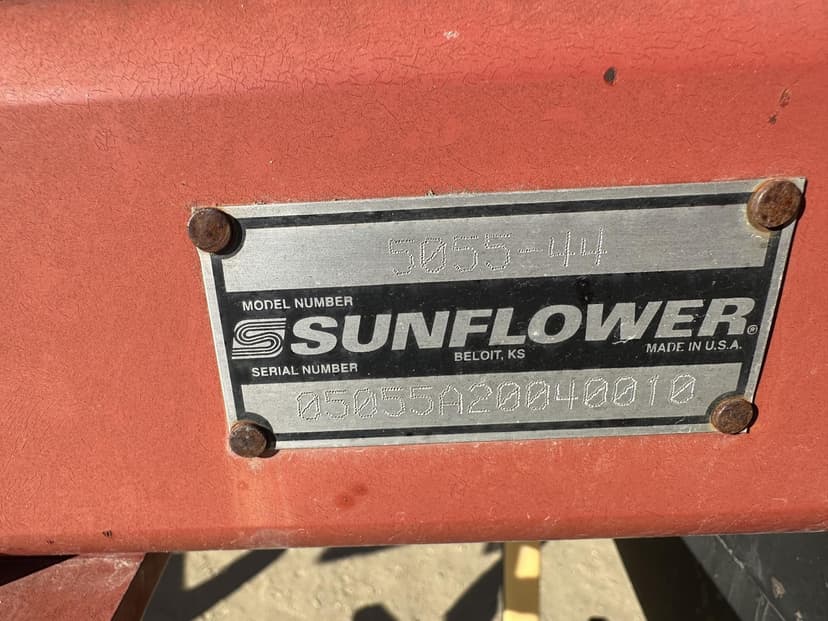 5055-44
MODEL NUMBER
SUNFLOWER®
BELOIT, KS
MADE IN U.S.A.
SERIAL NUMBER
05055A20040010